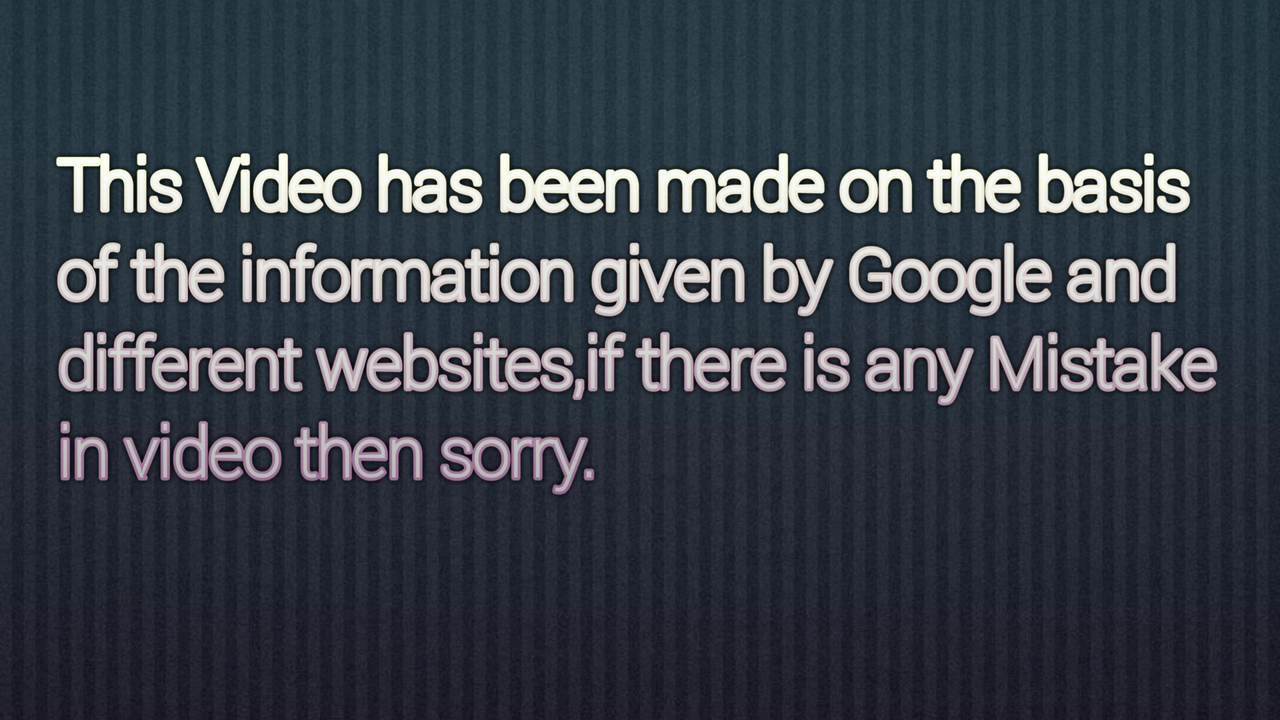 This Video has been made on the basis
of the information given by Google and
different websites,if there is any Mistake
in video then sorry.